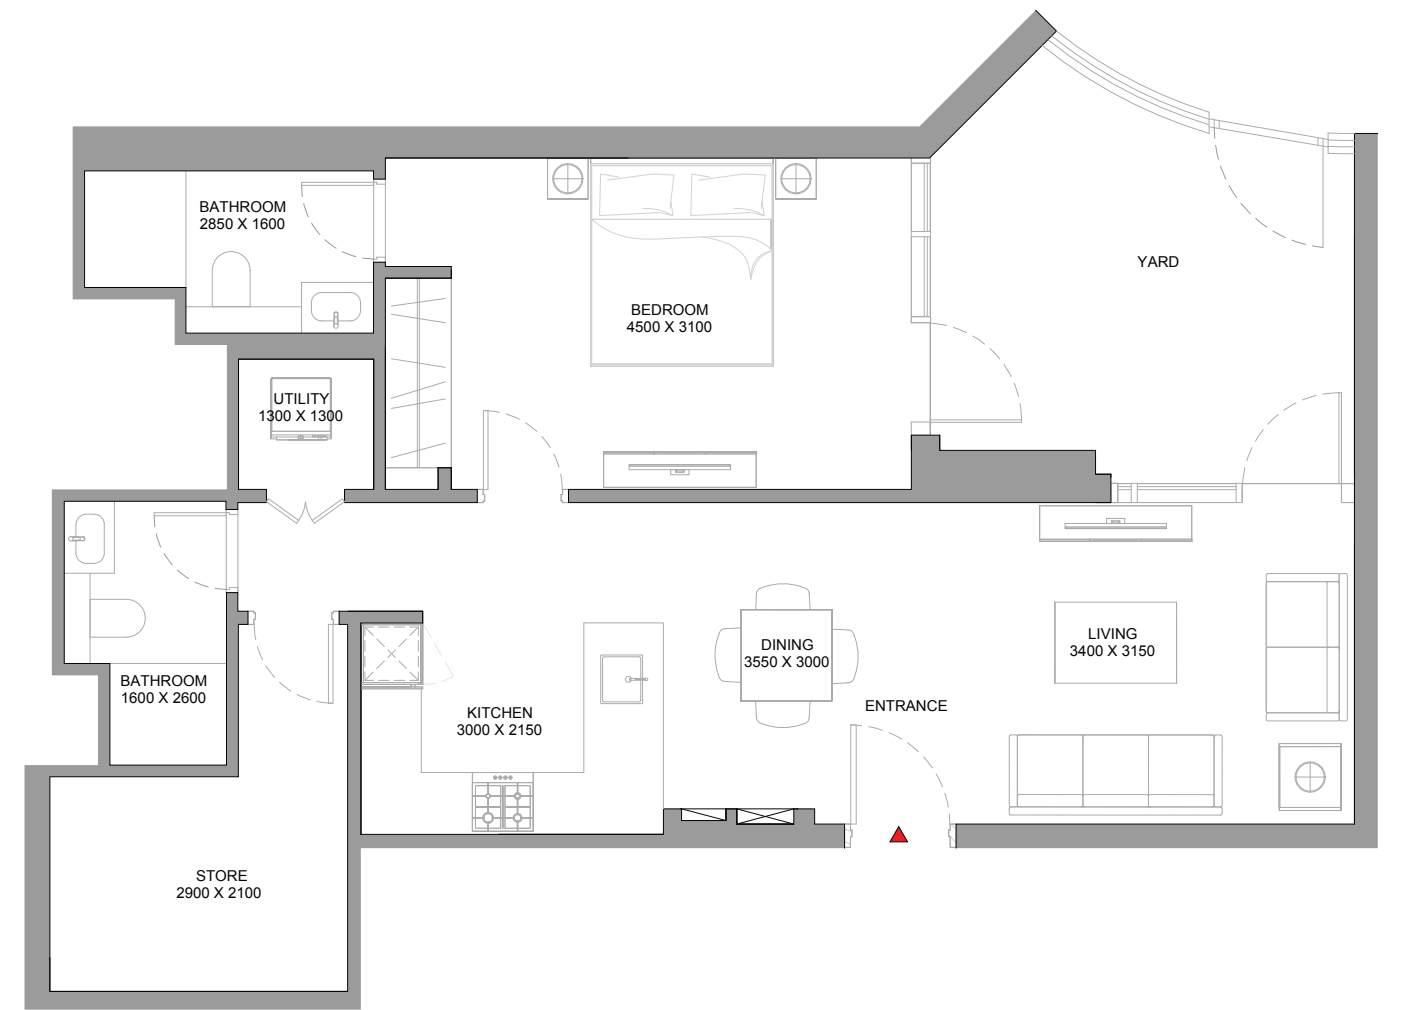 BATHROOM
2850 X 1600
YARD
BEDROOM
4500 X 3100
UTILITY
1300 X 1300
DINING
3550 X 3000
LIVING
3400 X 3150
BATHROOM
1600 X 2600
KITCHEN
3000 X 2150
ENTRANCE
STORE
2900 X 2100